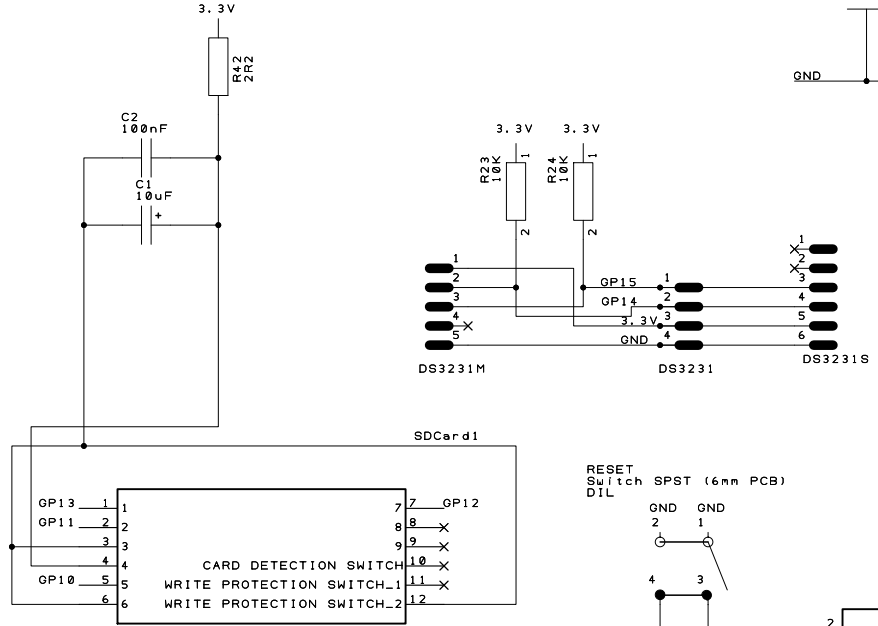 3.3V
R42
2R2
GND
C2
100nF
C1
10uF
+
3.3V
3.3V
R23
10K
1
2
R24
10K
1
2
1
2
3
4
5
DS3231M
GP15
GP14
3.3V
GND
1
2
3
4
DS3231
1
2
3
4
5
6
DS3231S
SDCard1
GP13 1 1
GP11 2 2
3 3
4 4
GP10 5 5
6 6
7 7 GP12
8 8
9 9
CARD DETECTION SWITCH 10
WRITE PROTECTION SWITCH_1 11
WRITE PROTECTION SWITCH_2 12
RESET
Switch SPST (6mm PCB)
DIL
GND GND
2 1
4 3
2